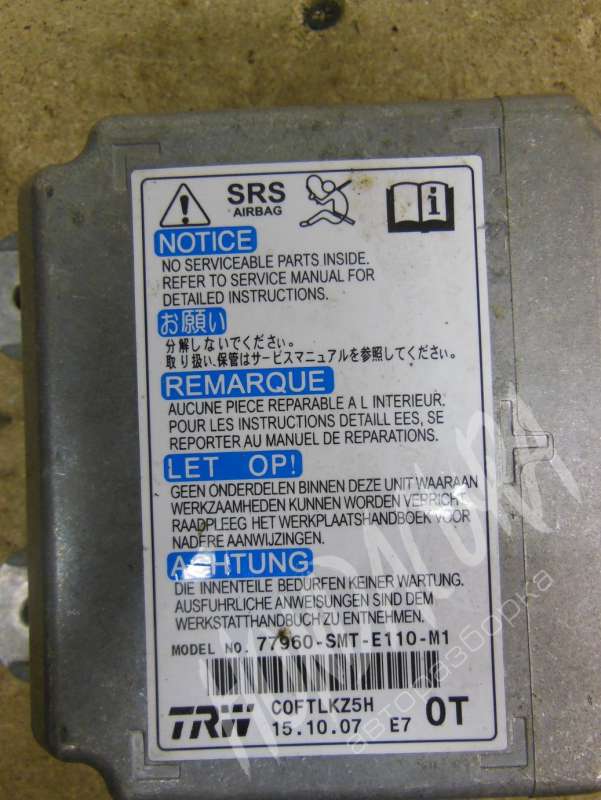 SRS
AIRBAG
NOTICE
NO SERVICEABLE PARTS INSIDE.
REFER TO SERVICE MANUAL FOR
DETAILED INSTRUCTIONS.
お願い
分解しないでください。
取り扱い、保管はサービスマニュアルを参照してください。
REMARQUE
AUCUNE PIECE REPARABLE A L INTERIEUR.
POUR LES INSTRUCTIONS DETAILL EES, SE
REPORTER AU MANUEL DE REPARATIONS.
LET OP!
GEEN ONDERDELEN BINNEN DEZE UNIT WAARAAN
WERKZAAMHEDEN KUNNEN WORDEN VERRICHT.
RAADPLEEG HET WERKPLAATSHANDBOEK VOOR
NADERE AANWIJZINGEN.
ACHTUNG
DIE INNENTEILE BEDURFEN KEINER WARTUNG.
AUSFUHRLICHE ANWEISUNGEN SIND DEM
WERKSTATTHANDBUCH ZU ENTNEHMEN.
MODEL NO. 77960-SMT-E110-M1
TRW
C0FTLKZ5H
15.10.07 E7
0T
авторазборка